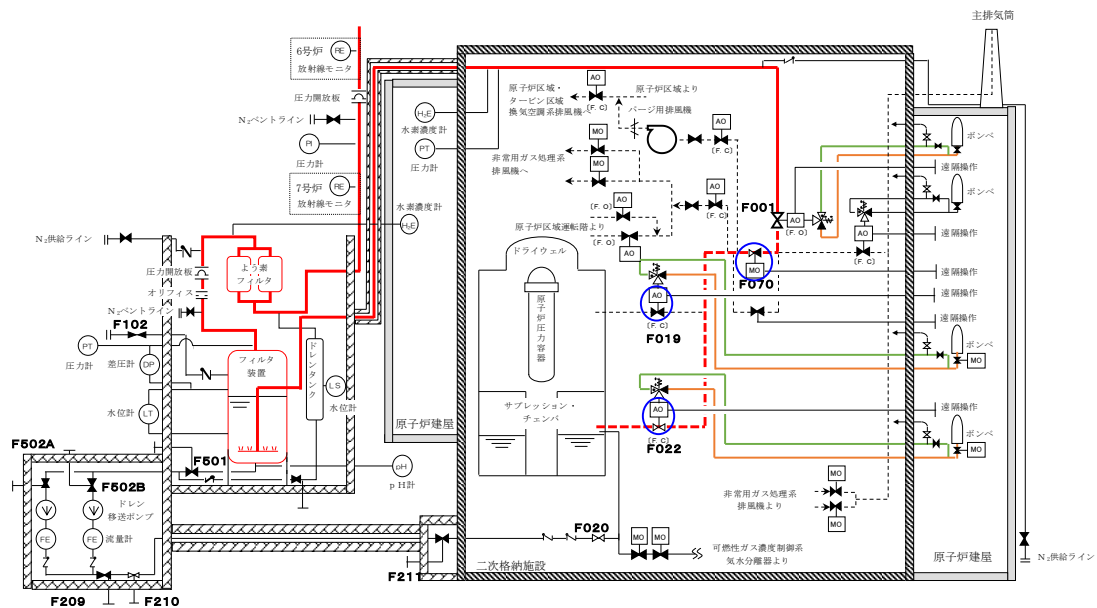 主排気筒
6号炉
放射線モニタ
RE
圧力開放板
N₂ベントライン
PI
圧力計
7号炉
放射線モニタ
RE
H₂E
水素濃度計
PT
圧力計
水素濃度計
H₂E
N₂供給ライン
圧力開放板
オリフィス
N₂ベントライン
よう素
フィルタ
F102
PT
圧力計
差圧計
DP
フィルタ
装置
ドレンタンク
LS
水位計
水位計
LT
原子炉建屋
F502A
F501
F502B
pH
pH計
ドレン
移送ポンプ
FE
FE
流量計
F209
F210
F211
原子炉区域・
タービン区域
換気空調系排風機へ
AO
(F. C)
原子炉区域より
パージ用排風機
AO
(F. C)
MO
非常用ガス処理系
排風機へ
MO
AO
(F. O)
AO
(F. C)
原子炉区域運転階より
(F. O)
AO
F001
AO
(F. O)
AO
(F. C)
MO
F070
ドライウェル
原子炉圧力容器
AO
(F. C)
F019
サプレッション・
チェンバ
AO
(F. C)
F022
ボンベ
遠隔操作
ボンベ
遠隔操作
遠隔操作
遠隔操作
遠隔操作
ボンベ
MO
遠隔操作
ボンベ
MO
MO
非常用ガス処理系
排風機より
MO
F020
MO
MO
可燃性ガス濃度制御系
気水分離器より
二次格納施設
原子炉建屋
N₂供給ライン